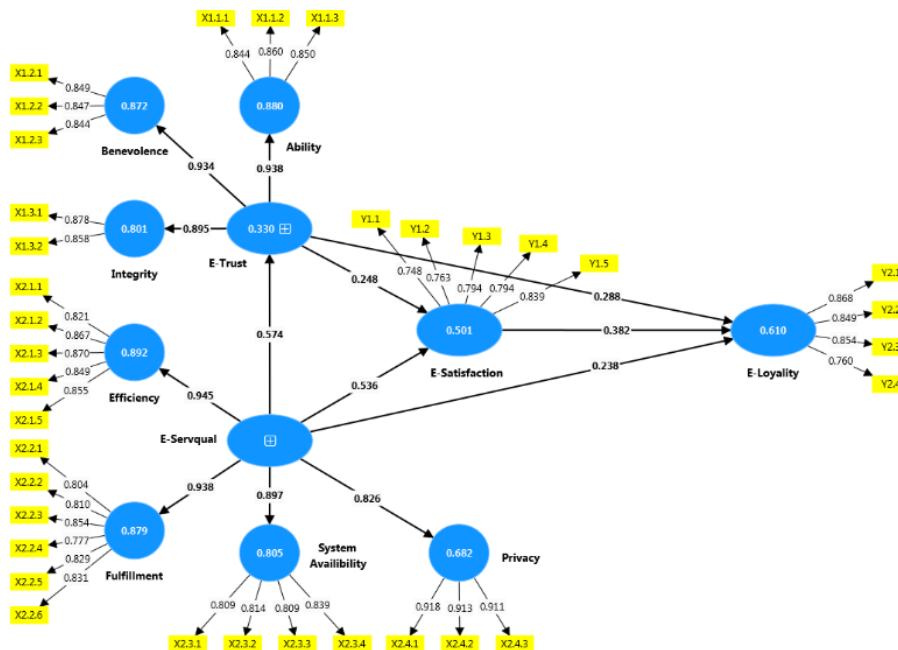 X1.1.1
X1.1.2
X1.1.3
0.844
0.860
0.850
X1.2.1
X1.2.2
X1.2.3
0.849
0.847
0.844
0.872
Benevolence
0.880
Ability
0.934
0.938
X1.3.1
X1.3.2
0.878
0.858
0.801
Integrity
0.895
0.330
E-Trust
Y1.1
Y1.2
Y1.3
Y1.4
Y1.5
0.748
0.763
0.794
0.794
0.839
0.248
0.288
0.574
0.501
E-Satisfaction
0.382
0.536
0.238
0.610
E-Loyality
Y2.1
Y2.2
Y2.3
Y2.4
0.868
0.849
0.854
0.760
X2.1.1
X2.1.2
X2.1.3
X2.1.4
X2.1.5
0.821
0.867
0.870
0.849
0.855
0.892
Efficiency
0.945
E-Servqual
X2.2.1
X2.2.2
X2.2.3
X2.2.4
X2.2.5
X2.2.6
0.804
0.810
0.854
0.777
0.829
0.831
0.879
Fulfillment
0.938
0.897
0.826
0.805
System
Availibility
0.682
Privacy
0.809
0.814
0.809
0.839
X2.3.1
X2.3.2
X2.3.3
X2.3.4
0.918
0.913
0.911
X2.4.1
X2.4.2
X2.4.3